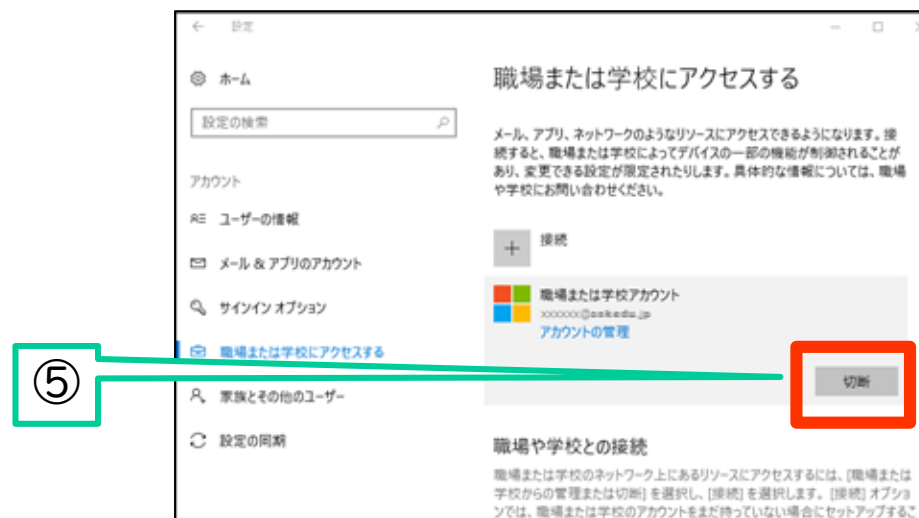 設定
ホーム
設定の検索
アカウント
ユーザーの情報
メール & アプリのアカウント
サインイン オプション
職場または学校にアクセスする
家族とその他のユーザー
設定の同期
⑤
職場または学校にアクセスする
メール、アプリ、ネットワークのようなリソースにアクセスできるようになります。接
続すると、職場または学校によってデバイスの一部の機能が制御されることが
あり、変更できる設定が限定されたりします。具体的な情報については、職場
や学校にお問い合わせください。
接続
職場または学校アカウント
アカウントの管理
切断
職場や学校との接続
職場または学校のネットワーク上にあるリソースにアクセスするには、[職場または
学校からの管理または切断] を選択し、[接続] を選択します。[接続] オプショ
ンでは、職場または学校のアカウントをまだ持っていない場合にセットアップするこ